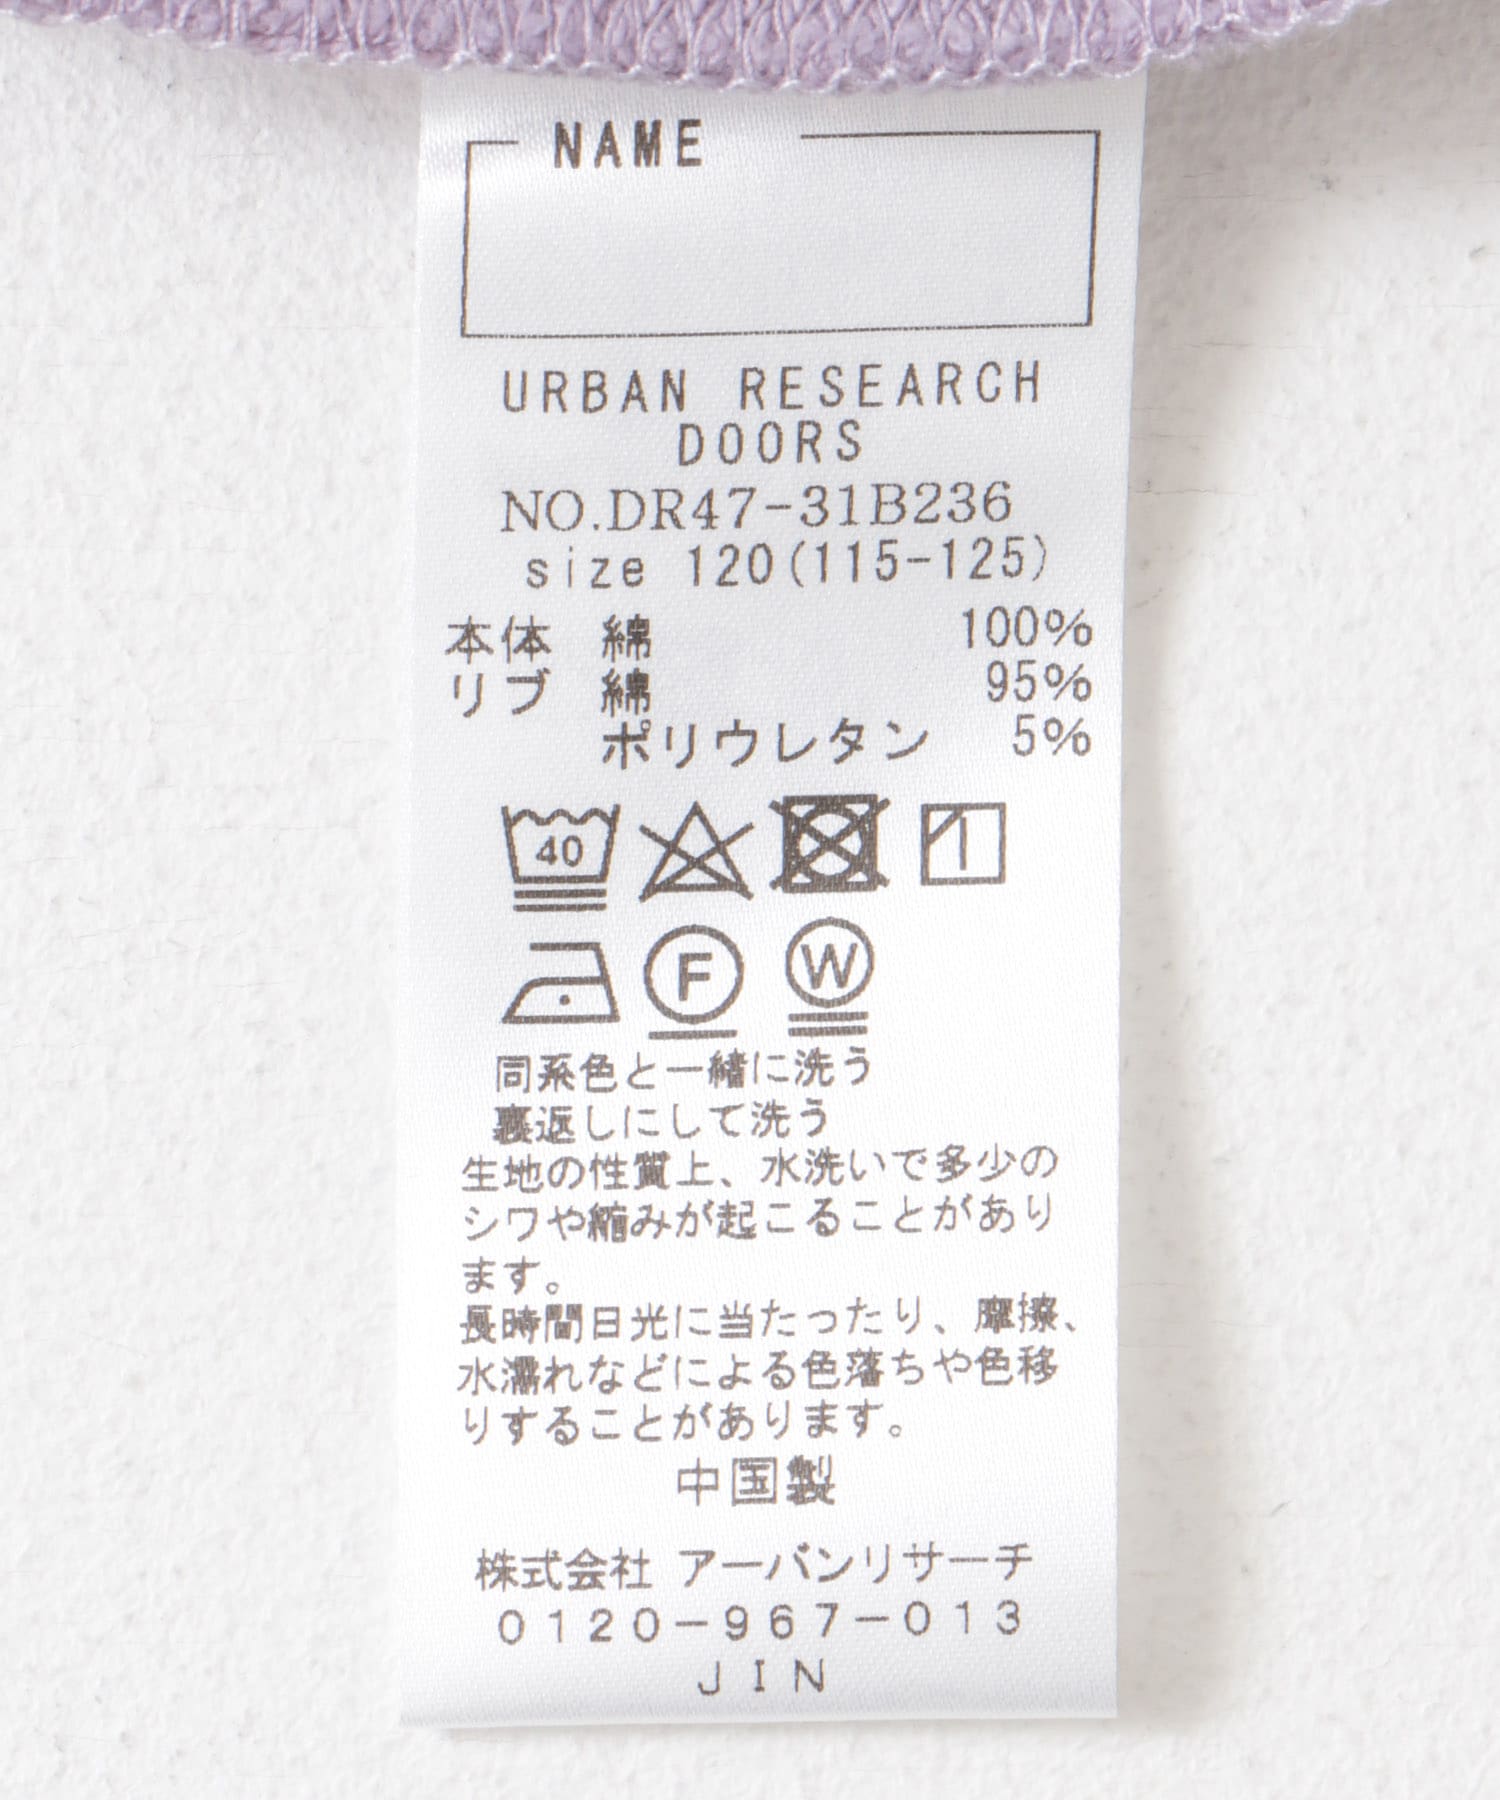 NAME
URBAN RESEARCH
DOORS
NO.DR47-31B236
size 120(115-125)
本体 綿 100%
リブ 綿 95%
ポリウレタン 5%
40
F W
同系色と一緒に洗う
裏返しにして洗う
生地の性質上、水洗いで多少の
シワや縮みが起こることがあり
ます。
長時間日光に当たったり、摩擦、
水濡れなどによる色落ちや色移
りすることがあります。
中国製
株式会社 アーバンリサーチ
0120-967-013
JIN